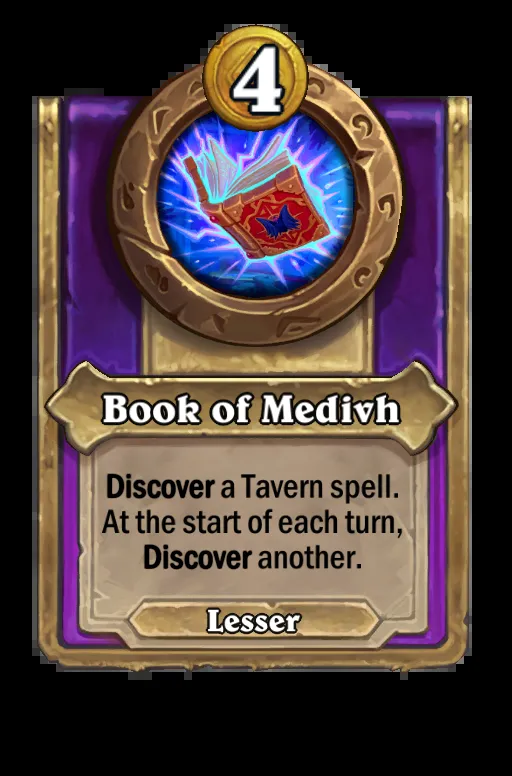 4
Book of Medivh
Discover a Tavern spell.
At the start of each turn,
Discover another.
Lesser